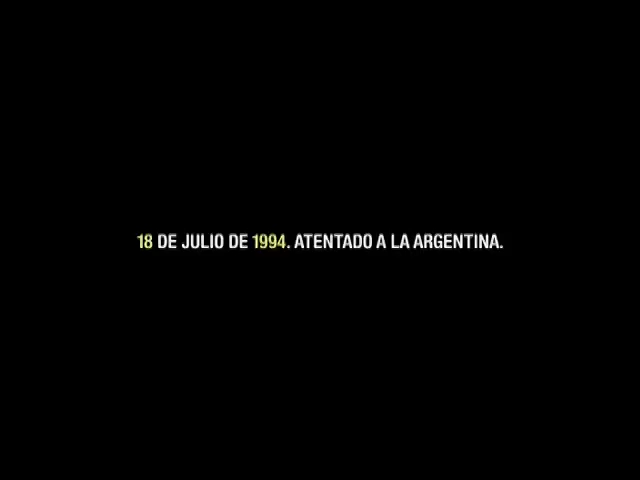 18 DE JULIO DE 1994. ATENTADO A LA ARGENTINA.